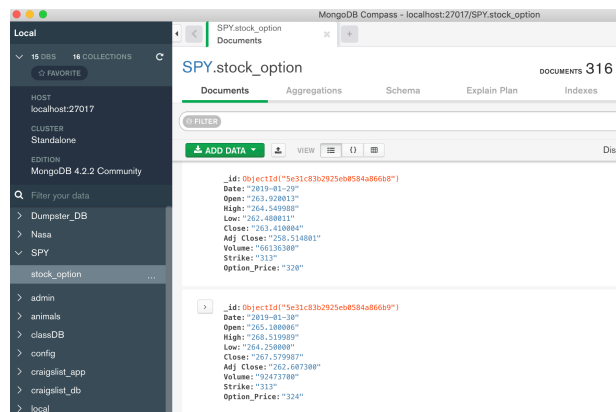 MongoDB Compass - localhost:27017/SPY.stock_option
Local
15 DBS 16 COLLECTIONS
FAVORITE
HOST
localhost:27017
CLUSTER
Standalone
EDITION
MongoDB 4.2.2 Community
Filter your data
Dumpster_DB
Nasa
SPY
stock_option ...
admin
animals
classDB
config
craigslist_app
craigslist_db
local
SPY.stock_option
Documents
SPY.stock_option
DOCUMENTS 316
Documents Aggregations Schema Explain Plan Indexes
FILTER
ADD DATA VIEW {} Dis
_id: ObjectId("5e31c83b2925eb0584a866b8")
Date: "2019-01-29"
Open: "263.920013"
High: "264.549988"
Low: "262.480011"
Close: "263.410004"
Adj Close: "258.514801"
Volume: "66136300"
Strike: "313"
Option_Price: "320"
_id: ObjectId("5e31c83b2925eb0584a866b9")
Date: "2019-01-30"
Open: "265.100006"
High: "268.519989"
Low: "264.250000"
Close: "267.579987"
Adj Close: "262.607300"
Volume: "92473700"
Strike: "313"
Option_Price: "324"